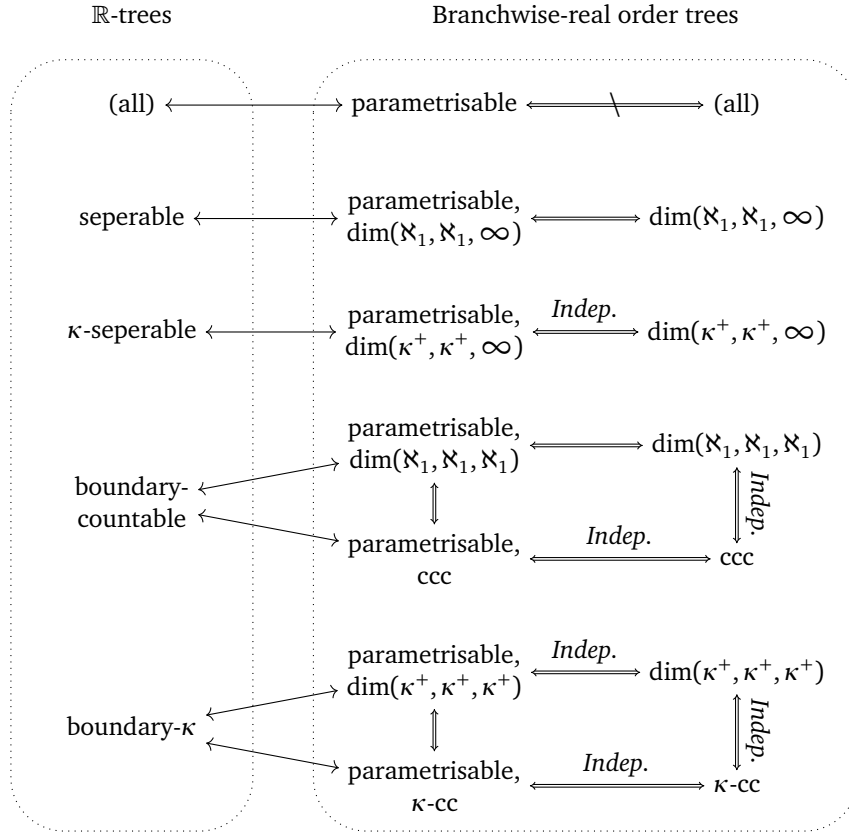 ℝ-trees Branchwise-real order trees
(all) parametrisable (all)
seperable parametrisable,
dim(ℵ₁, ℵ₁, ∞) dim(ℵ₁, ℵ₁, ∞)
κ-seperable parametrisable,
dim(κ⁺, κ⁺, ∞) Indep. dim(κ⁺, κ⁺, ∞)
boundary-
countable
parametrisable,
dim(ℵ₁, ℵ₁, ℵ₁) dim(ℵ₁, ℵ₁, ℵ₁)
Indep.
parametrisable,
ccc
Indep.
ccc
boundary-κ
parametrisable,
dim(κ⁺, κ⁺, κ⁺)
Indep.
dim(κ⁺, κ⁺, κ⁺)
Indep.
parametrisable,
κ-cc
Indep.
κ-cc